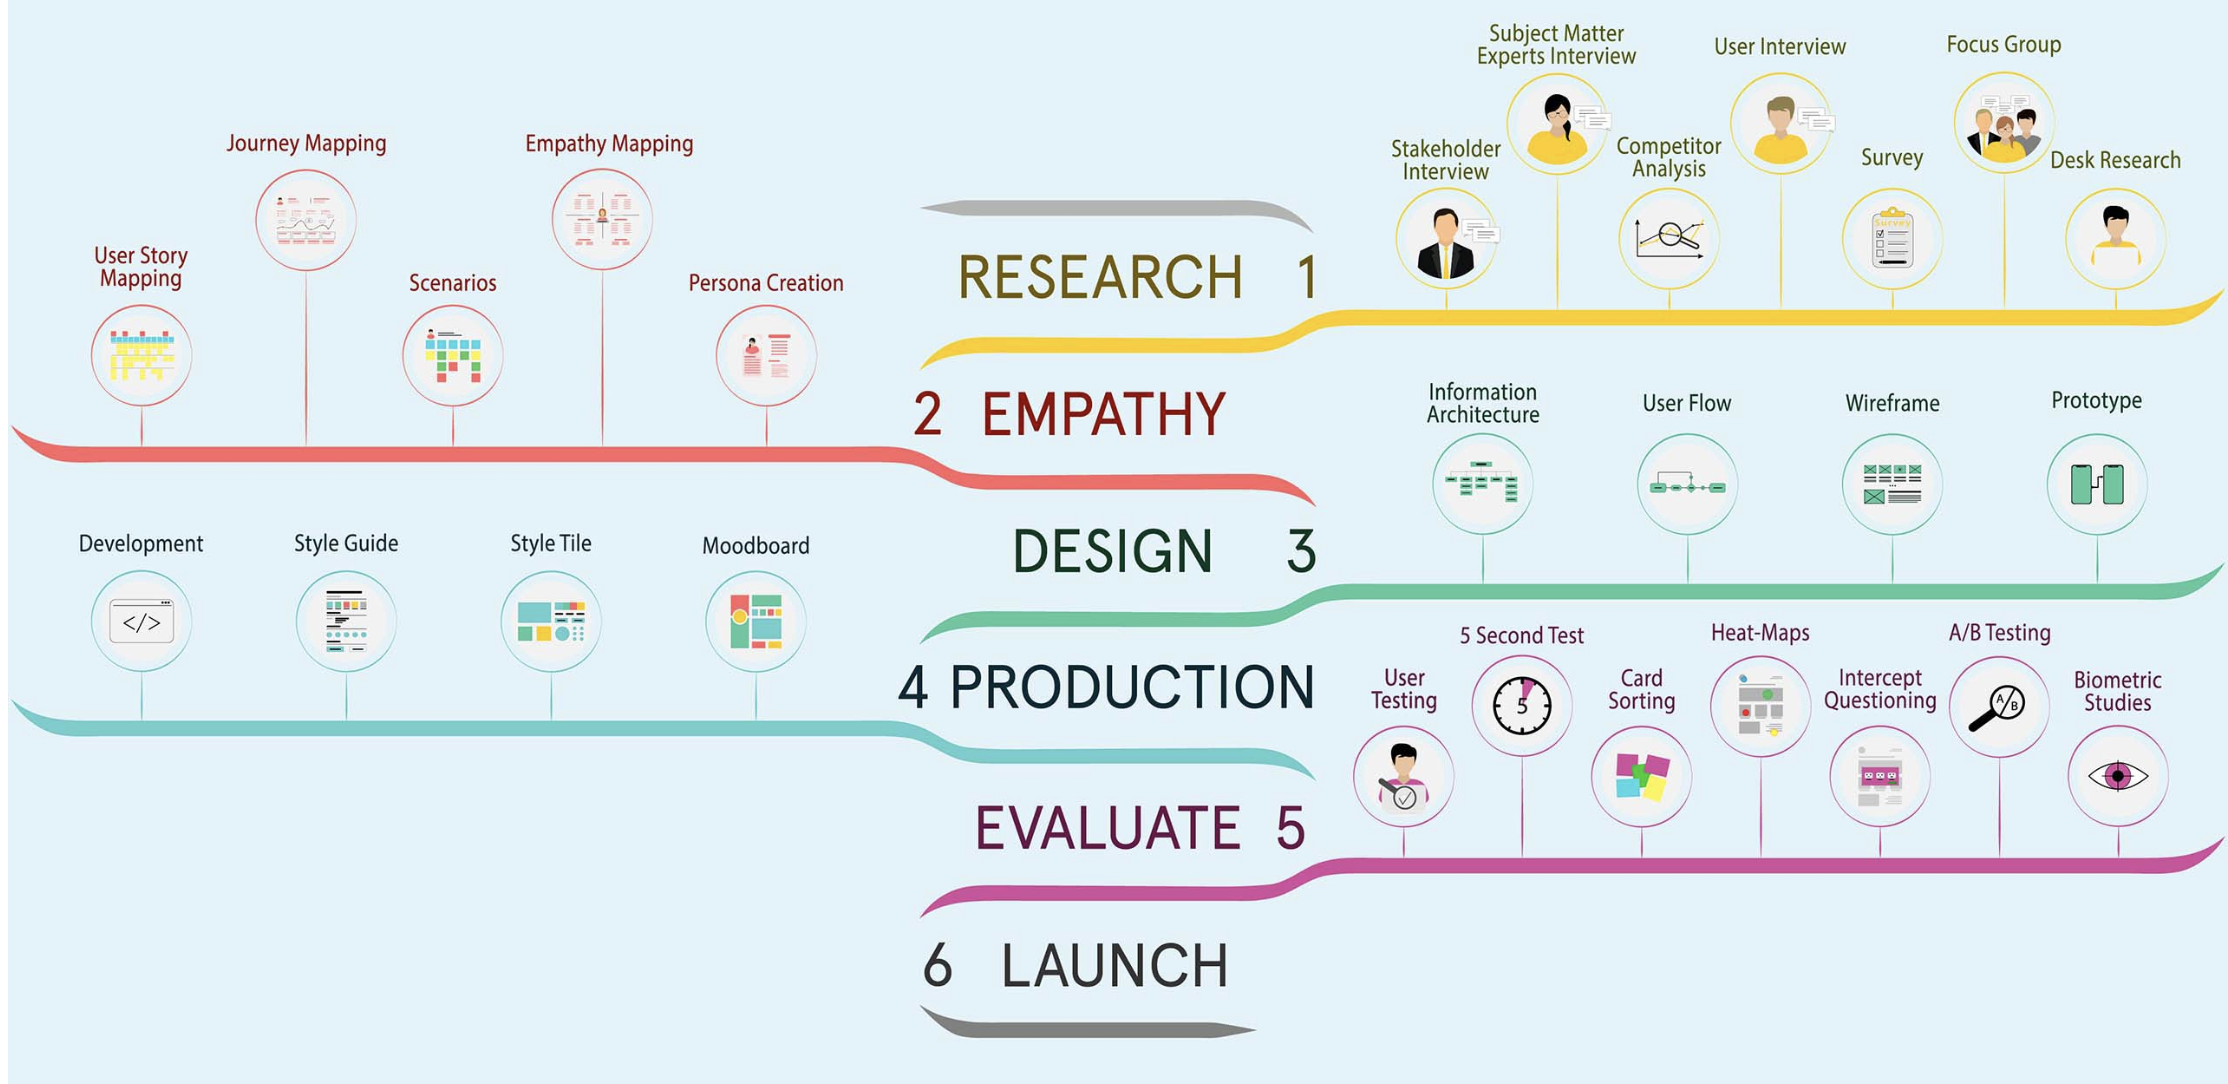 RESEARCH 1
Stakeholder
Interview
Subject Matter
Experts Interview
Competitor
Analysis
User Interview
Survey
Survey
Focus Group
Desk Research
2 EMPATHY
User Story
Mapping
Journey Mapping
Scenarios
Empathy Mapping
Persona Creation
DESIGN 3
Information
Architecture
User Flow
Wireframe
Prototype
4 PRODUCTION
Development
</>
Style Guide
Style Tile
Moodboard
EVALUATE 5
User
Testing
5 Second Test
5
Card
Sorting
Heat-Maps
Intercept
Questioning
A/B Testing
A/B
Biometric
Studies
6 LAUNCH